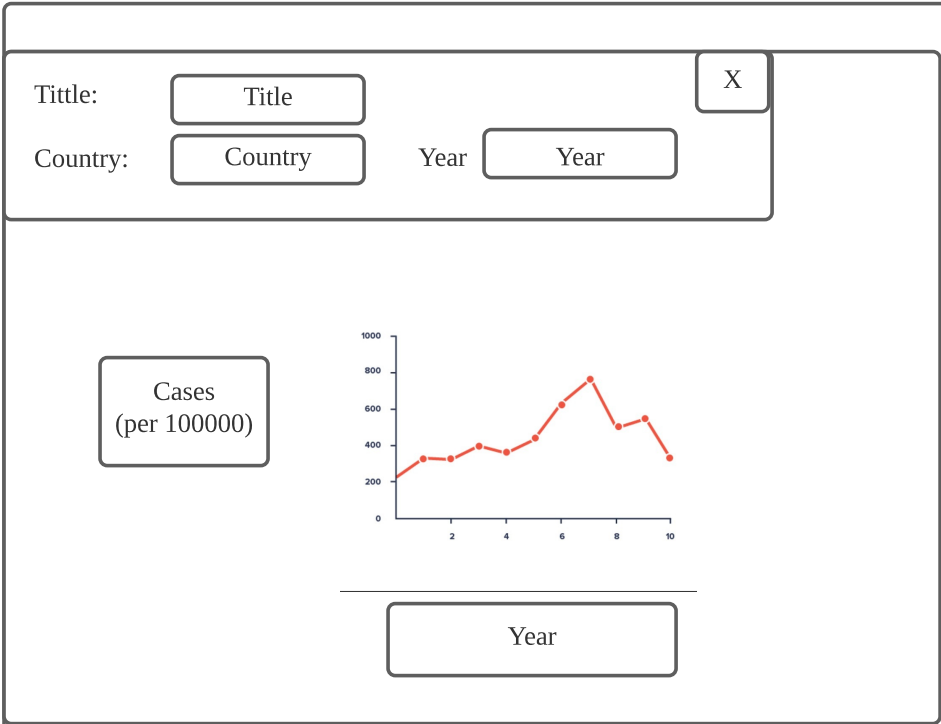 Tittle:
Title
X
Country:
Country
Year
Year
Cases
(per 100000)
1000
800
600
400
200
0
2
4
6
8
10
Year